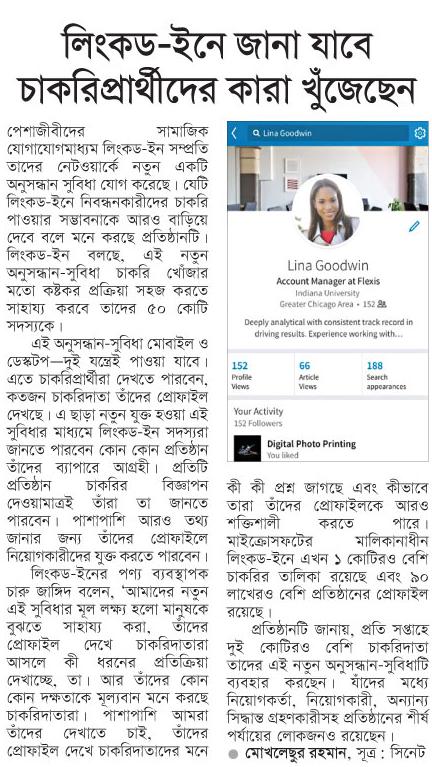 লিংকড-ইনে জানা যাবে
চাকরিপ্রার্থীদের কারা খুঁজেছেন
পেশাজীবীদের সামাজিক
যোগাযোগমাধ্যম লিংকড-ইন সম্প্রতি
তাদের নেটওয়ার্কে নতুন একটি
অনুসন্ধান সুবিধা যোগ করেছে। যেটি
লিংকড-ইনে নিবন্ধনকারীদের চাকরি
পাওয়ার সম্ভাবনাকে আরও বাড়িয়ে
দেবে বলে মনে করছে প্রতিষ্ঠানটি।
লিংকড-ইন বলছে, এই নতুন
অনুসন্ধান-সুবিধা চাকরি খোঁজার
মতো কষ্টকর প্রক্রিয়া সহজ করতে
সাহায্য করবে তাদের ৫০ কোটি
সদস্যকে।
এই অনুসন্ধান-সুবিধা মোবাইল ও
ডেস্কটপ—দুই যন্ত্রেই পাওয়া যাবে।
এতে চাকরিপ্রার্থীরা দেখতে পারবেন,
কতজন চাকরিদাতা তাঁদের প্রোফাইল
দেখছে। এ ছাড়া নতুন যুক্ত হওয়া এই
সুবিধার মাধ্যমে লিংকড-ইন সদস্যরা
জানতে পারবেন কোন কোন প্রতিষ্ঠান
তাঁদের ব্যাপারে আগ্রহী। প্রতিটি
প্রতিষ্ঠান চাকরির বিজ্ঞাপন
দেওয়ামাত্রই তাঁরা তা জানতে
পারবেন। পাশাপাশি আরও তথ্য
জানার জন্য তাঁদের প্রোফাইলে
নিয়োগকারীদের যুক্ত করতে পারবেন।
লিংকড-ইনের পণ্য ব্যবস্থাপক
চারু জাঙ্গিদ বলেন, ‘আমাদের নতুন
এই সুবিধার মূল লক্ষ্য হলো মানুষকে
বুঝতে সাহায্য করা, তাঁদের
প্রোফাইল দেখে চাকরিদাতারা
আসলে কী ধরনের প্রতিক্রিয়া
দেখাচ্ছে, তা। আর তাঁদের কোন
কোন দক্ষতাকে মূল্যবান মনে করছে
চাকরিদাতারা। পাশাপাশি আমরা
তাঁদের দেখাতে চাই, তাঁদের
প্রোফাইল দেখে চাকরিদাতাদের মনে
Lina Goodwin
Lina Goodwin
Account Manager at Flexis
Indiana University
Greater Chicago Area • 152
Deeply analytical with consistent track record in
driving results. Experience working with...
152 66 188
Profile Views Article Views Search appearances
Your Activity
152 Followers
Digital Photo Printing
You liked
কী কী প্রশ্ন জাগছে এবং কীভাবে
তারা তাঁদের প্রোফাইলকে আরও
শক্তিশালী করতে পারে।
মাইক্রোসফটের মালিকানাধীন
লিংকড-ইনে এখন ১ কোটিরও বেশি
চাকরির তালিকা রয়েছে এবং ৯০
লাখেরও বেশি প্রতিষ্ঠানের প্রোফাইল
রয়েছে।
প্রতিষ্ঠানটি জানায়, প্রতি সপ্তাহে
দুই কোটিরও বেশি চাকরিদাতা
তাদের এই নতুন অনুসন্ধান-সুবিধাটি
ব্যবহার করছেন। যাঁদের মধ্যে
নিয়োগকর্তা, নিয়োগকারী, অন্যান্য
সিদ্ধান্ত গ্রহণকারীসহ প্রতিষ্ঠানের শীর্ষ
পর্যায়ের লোকজনও রয়েছেন।
● মোখলেছুর রহমান, সূত্র : সিনেট